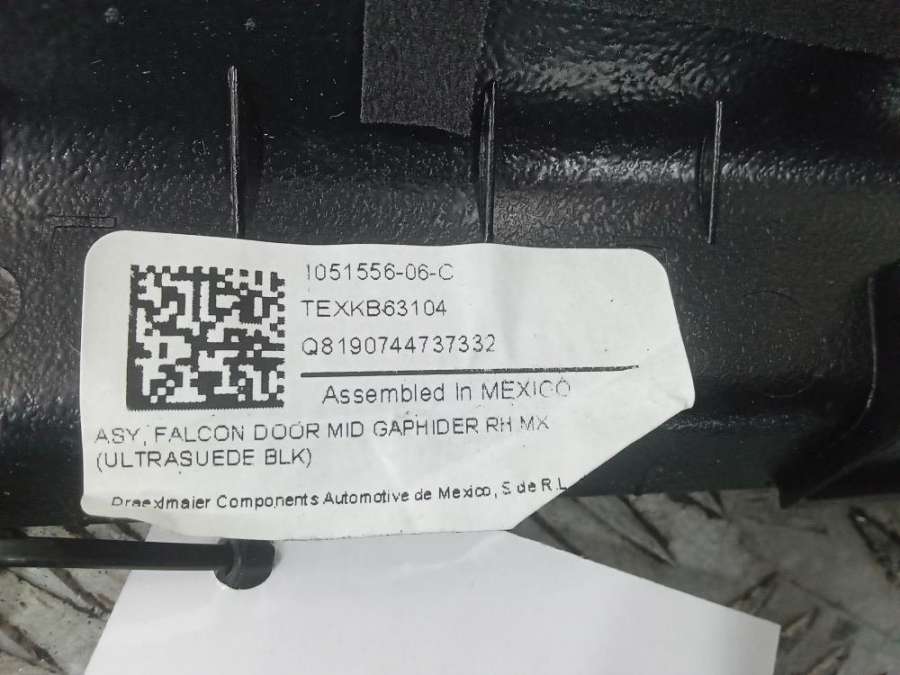 1051556-06-C
TEXKB63104
Q8190744737332
Assembled In MEXICO
ASY, FALCON DOOR MID GAPHIDER RH MX
(ULTRASUEDE BLK)
Draexlmaier Components Automotive de Mexico, S de R.L